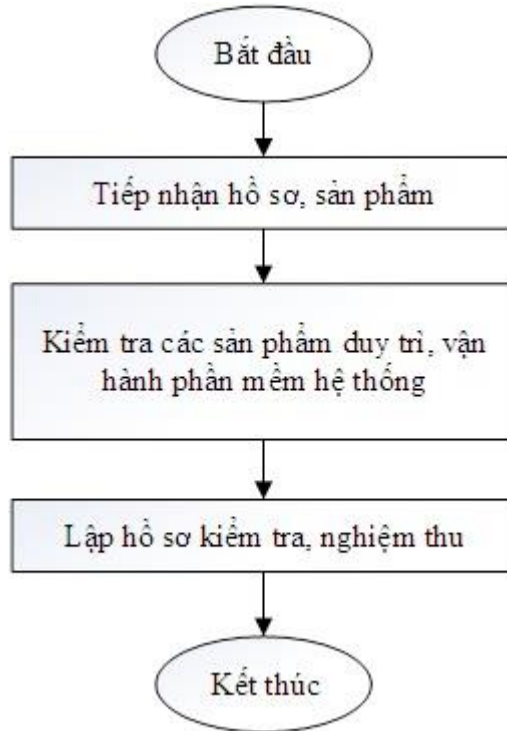 Bắt đầu
Tiếp nhận hồ sơ, sản phẩm
Kiểm tra các sản phẩm duy trì, vận
hành phần mềm hệ thống
Lập hồ sơ kiểm tra, nghiệm thu
Kết thúc